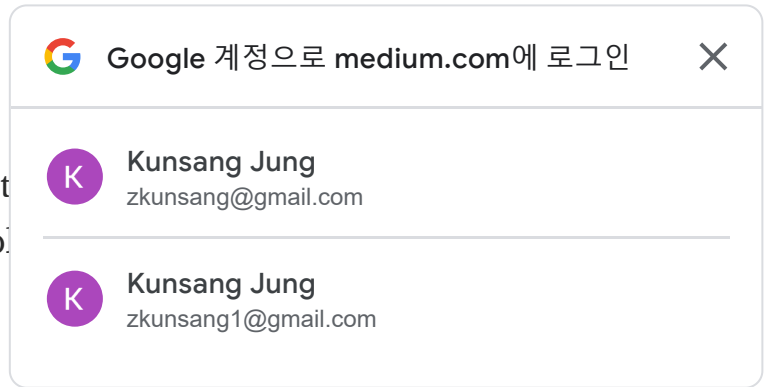 Google 계정으로 medium.com에 로그인
K
Kunsang Jung
zkunsang@gmail.com
K
Kunsang Jung
zkunsang1@gmail.com